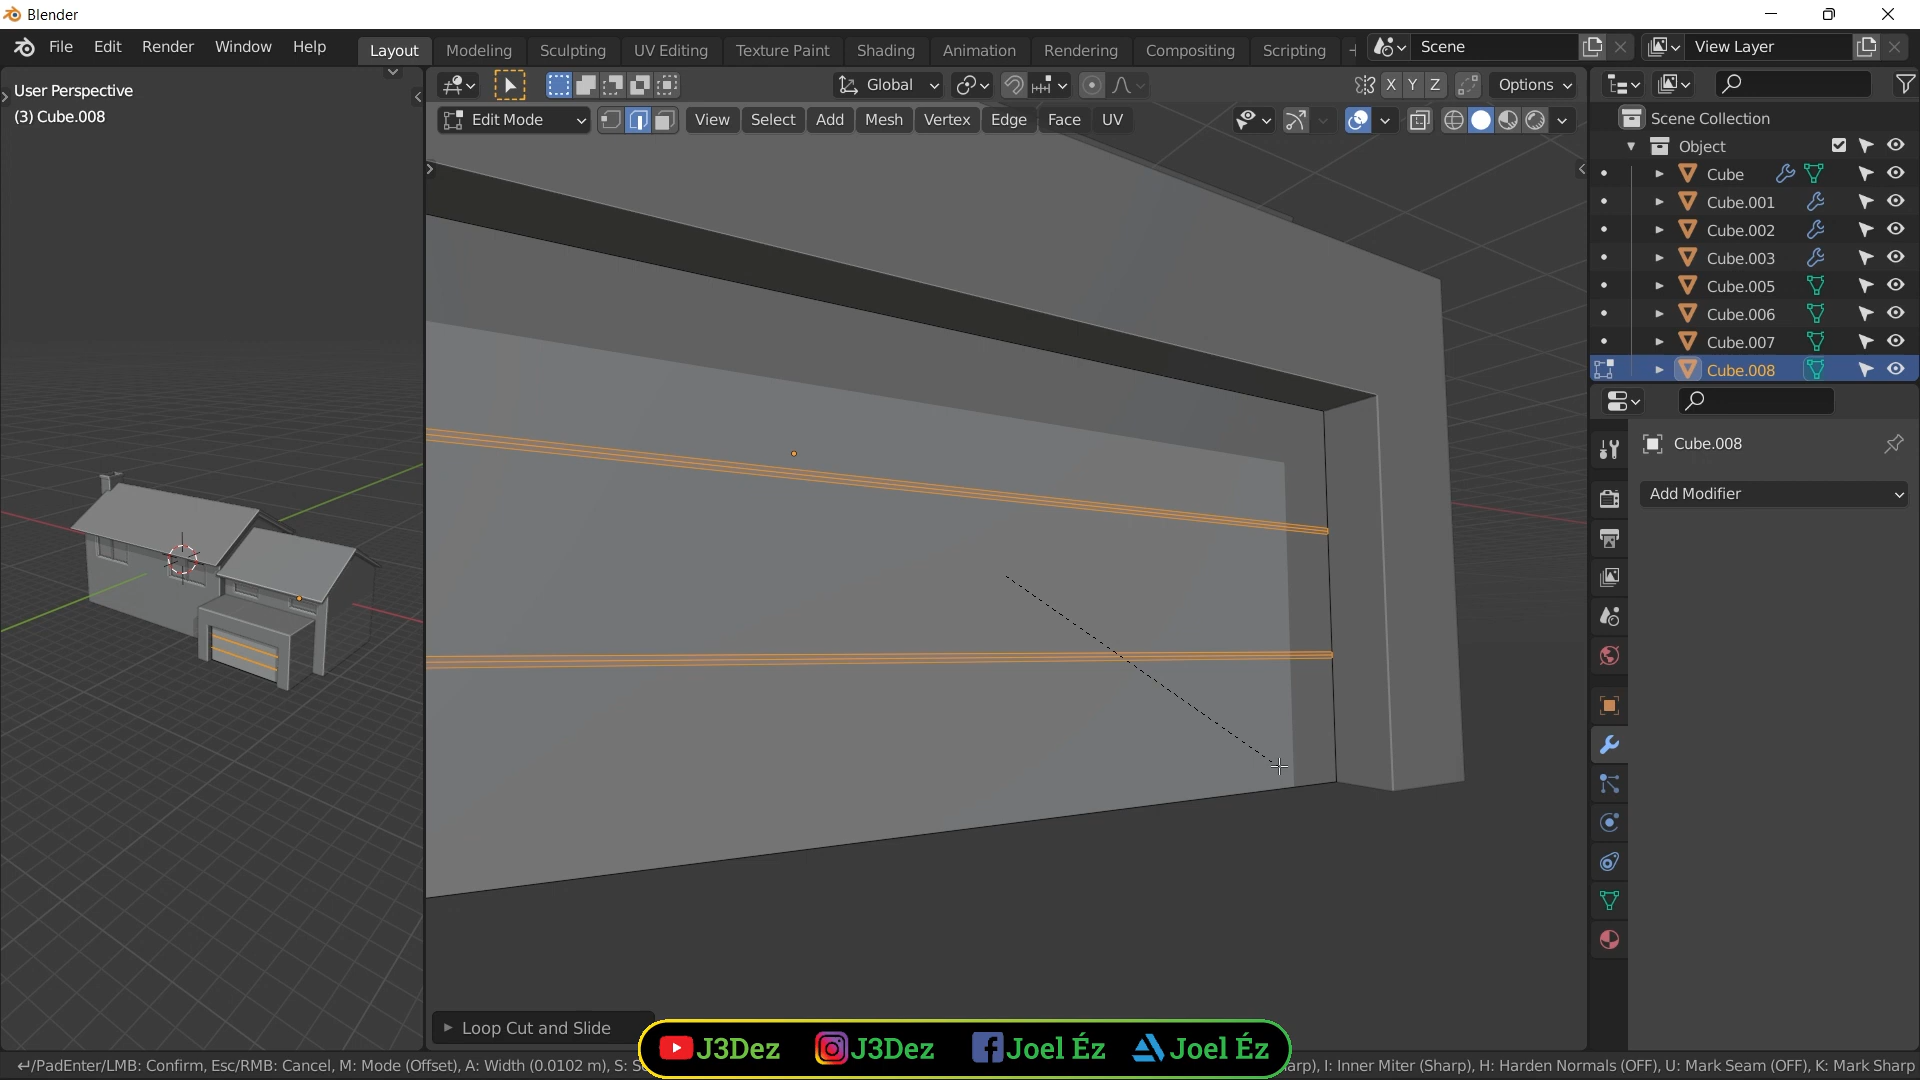 Blender
File Edit Render Window Help Layout Modeling Sculpting UV Editing Texture Paint Shading Animation Rendering Compositing Scripting Scene View Layer
User Perspective
(3) Cube.008
Global X Y Z Options
Edit Mode View Select Add Mesh Vertex Edge Face UV
Scene Collection
Object
Cube
Cube.001
Cube.002
Cube.003
Cube.005
Cube.006
Cube.007
Cube.008
Cube.008
Add Modifier
Loop Cut and Slide
J3Dez J3Dez Joel Éz Joel Éz
↵/PadEnter/LMB: Confirm, Esc/RMB: Cancel, M: Mode (Offset), A: Width (0.0102 m), S: S
arp), I: Inner Miter (Sharp), H: Harden Normals (OFF), U: Mark Seam (OFF), K: Mark Sharp